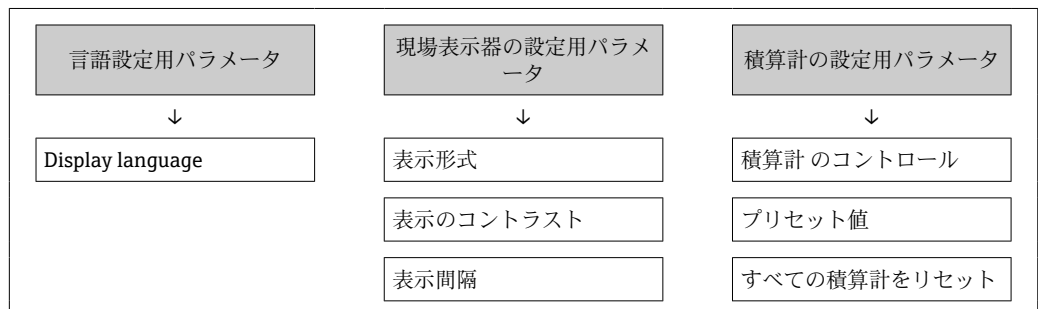 言語設定用パラメータ
↓
Display language
現場表示器の設定用パラメ
ータ
↓
表示形式
表示のコントラスト
表示間隔
積算計の設定用パラメータ
↓
積算計 のコントロール
プリセット値
すべての積算計をリセット